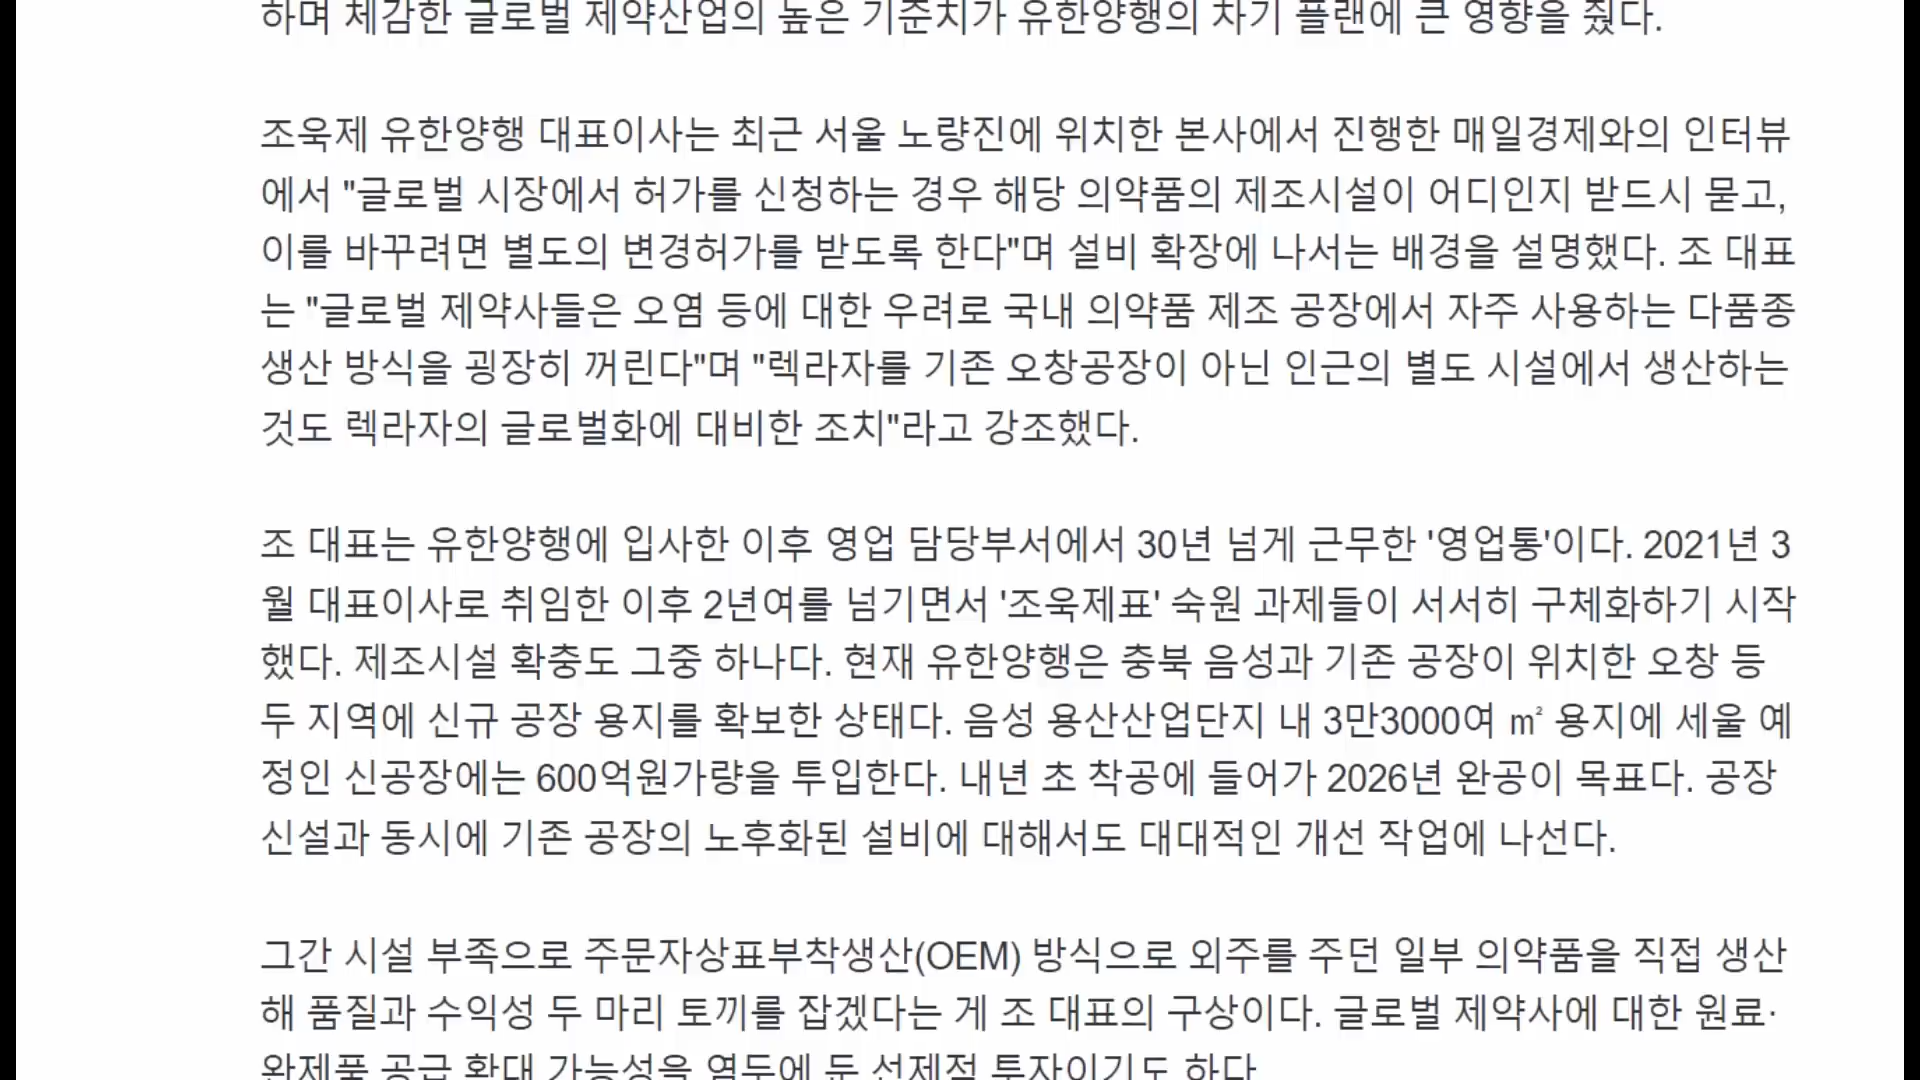 하며 체감한 글로벌 제약산업의 높은 기준치가 유한양행의 차기 플랜에 큰 영향을 줬다.
조욱제 유한양행 대표이사는 최근 서울 노량진에 위치한 본사에서 진행한 매일경제와의 인터뷰
에서 "글로벌 시장에서 허가를 신청하는 경우 해당 의약품의 제조시설이 어디인지 받드시 묻고,
이를 바꾸려면 별도의 변경허가를 받도록 한다"며 설비 확장에 나서는 배경을 설명했다. 조 대표
는 "글로벌 제약사들은 오염 등에 대한 우려로 국내 의약품 제조 공장에서 자주 사용하는 다품종
생산 방식을 굉장히 꺼린다"며 "렉라자를 기존 오창공장이 아닌 인근의 별도 시설에서 생산하는
것도 렉라자의 글로벌화에 대비한 조치"라고 강조했다.
조 대표는 유한양행에 입사한 이후 영업 담당부서에서 30년 넘게 근무한 '영업통'이다. 2021년 3
월 대표이사로 취임한 이후 2년여를 넘기면서 '조욱제표' 숙원 과제들이 서서히 구체화하기 시작
했다. 제조시설 확충도 그중 하나다. 현재 유한양행은 충북 음성과 기존 공장이 위치한 오창 등
두 지역에 신규 공장 용지를 확보한 상태다. 음성 용산산업단지 내 3만3000여 ㎡ 용지에 세울 예
정인 신공장에는 600억원가량을 투입한다. 내년 초 착공에 들어가 2026년 완공이 목표다. 공장
신설과 동시에 기존 공장의 노후화된 설비에 대해서도 대대적인 개선 작업에 나선다.
그간 시설 부족으로 주문자상표부착생산(OEM) 방식으로 외주를 주던 일부 의약품을 직접 생산
해 품질과 수익성 두 마리 토끼를 잡겠다는 게 조 대표의 구상이다. 글로벌 제약사에 대한 원료·
완제품 공급 확대 가능성을 염두에 둔 선제적 투자이기도 하다